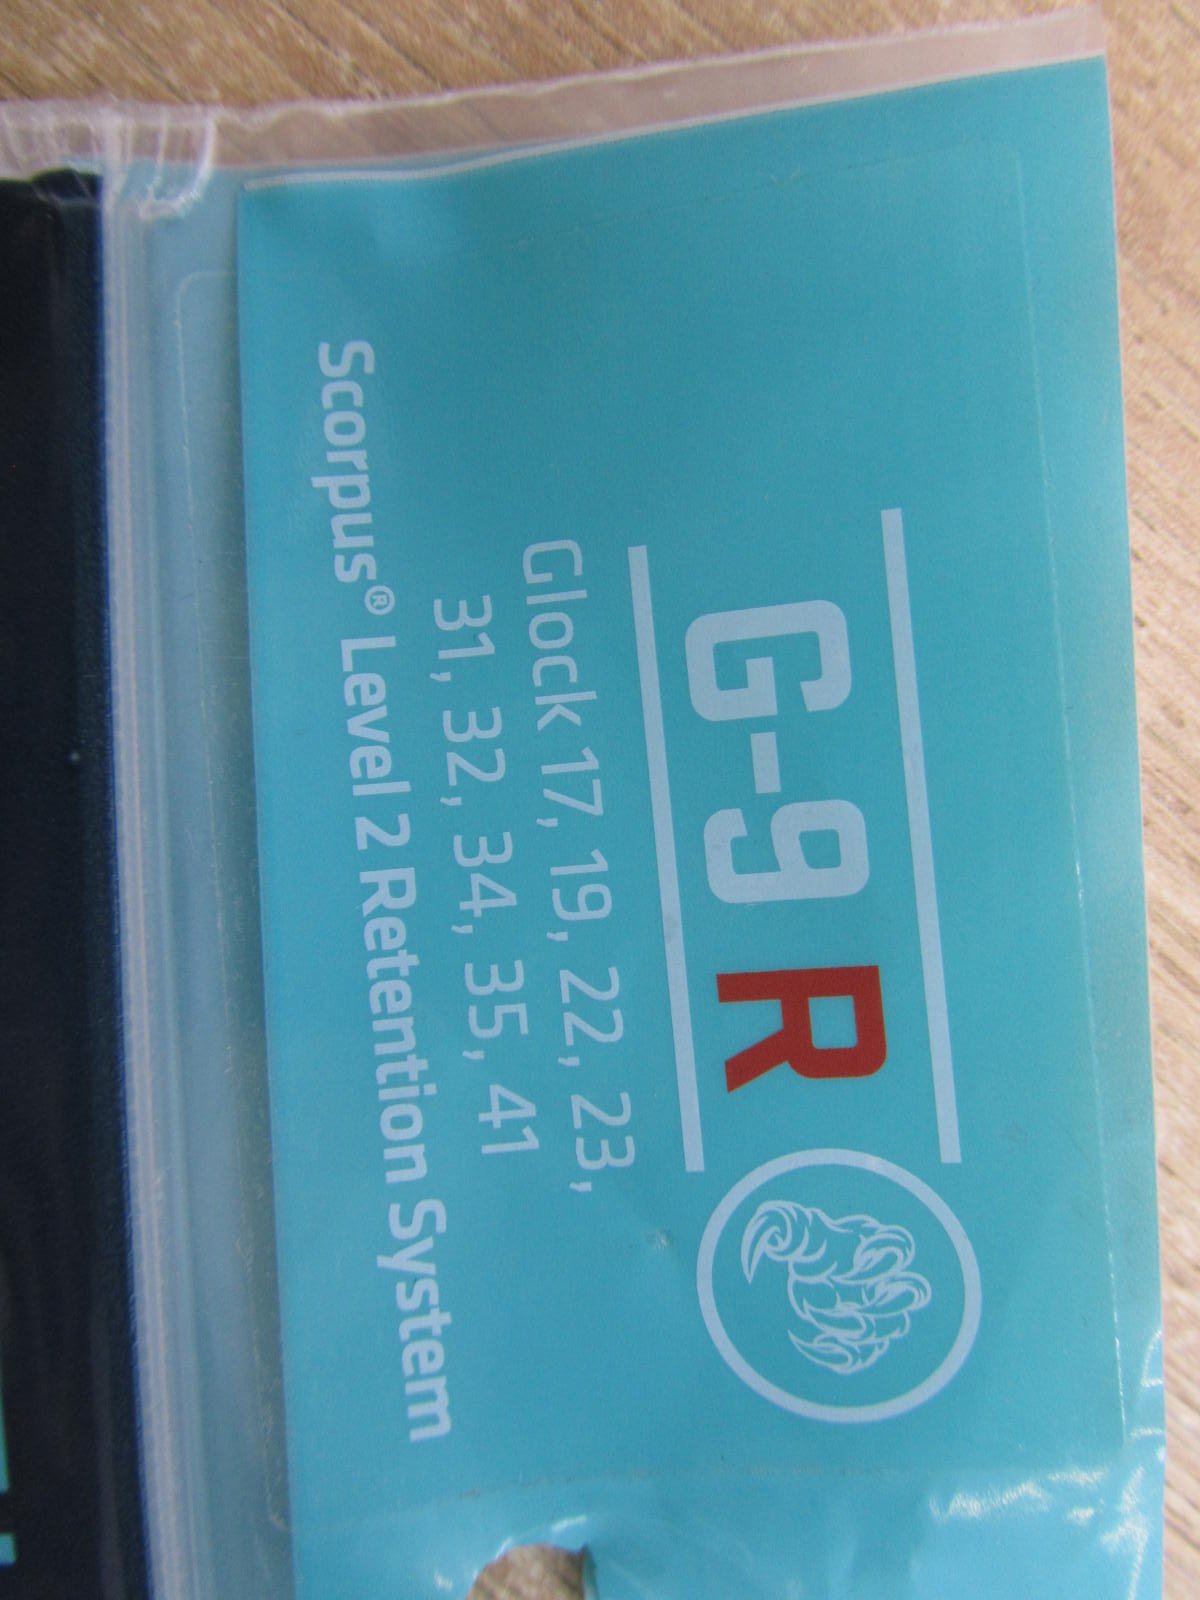 G-9 R
Glock 17, 19, 22, 23,
31, 32, 34, 35, 41
Scorpus® Level 2 Retention System